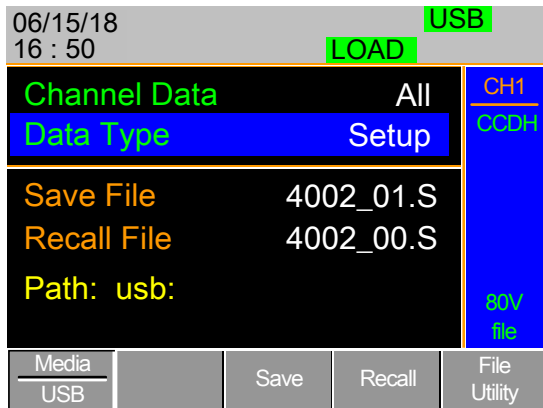 06/15/18 USB
16 : 50 LOAD
Channel Data All
Data Type Setup
Save File 4002_01.S
Recall File 4002_00.S
Path: usb:
CH1
CCDH
80V
file
Media
USB
Save
Recall
File
Utility